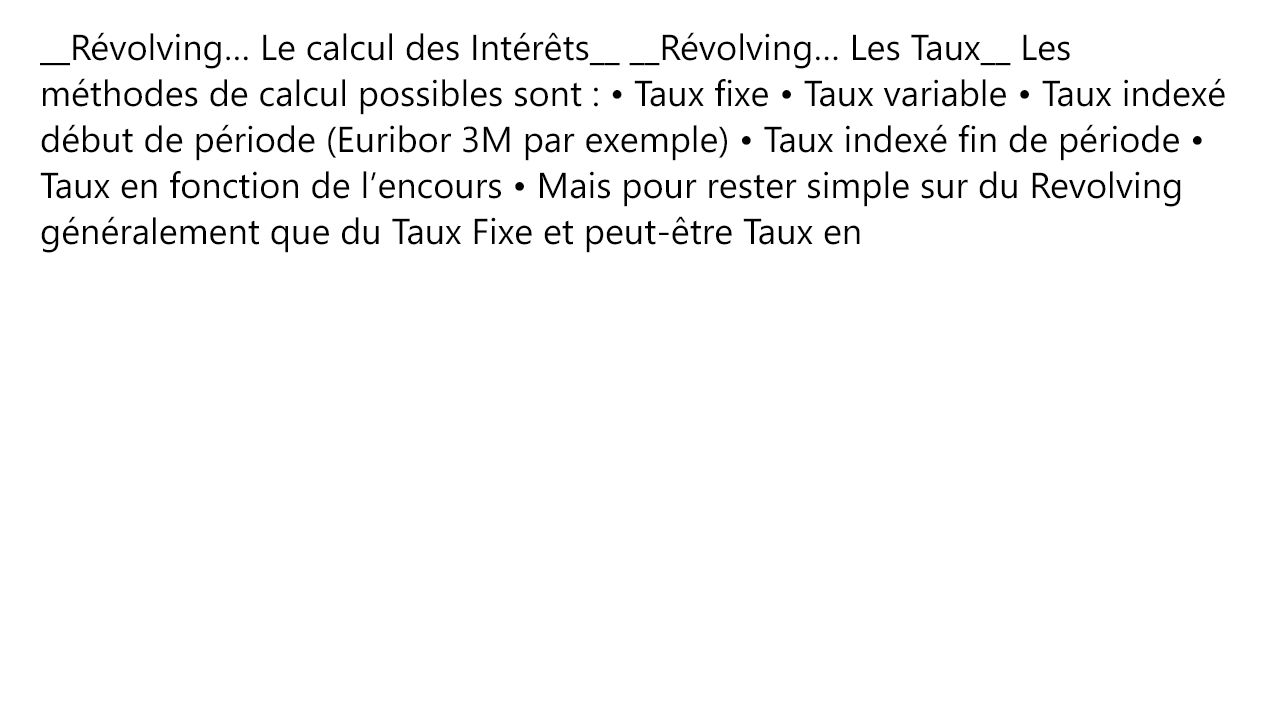 __Révolving... Le calcul des Intérêts__ __Révolving... Les Taux__ Les
méthodes de calcul possibles sont : • Taux fixe • Taux variable • Taux indexé
début de période (Euribor 3M par exemple) • Taux indexé fin de période •
Taux en fonction de l’encours • Mais pour rester simple sur du Revolving
généralement que du Taux Fixe et peut-être Taux en